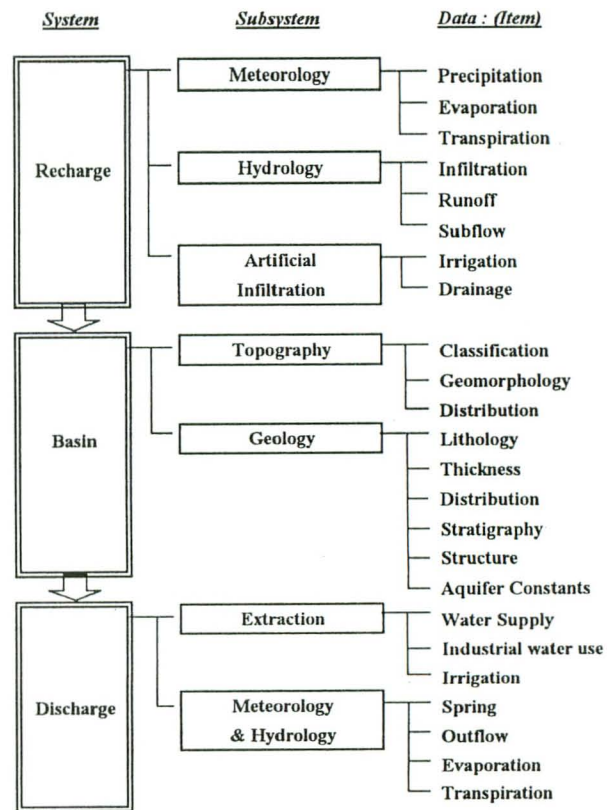 System Subsystem Data : (Item)
Recharge
Meteorology
Precipitation
Evaporation
Transpiration
Hydrology
Infiltration
Runoff
Subflow
Artificial
Infiltration
Irrigation
Drainage
Basin
Topography
Classification
Geomorphology
Distribution
Geology
Lithology
Thickness
Distribution
Stratigraphy
Structure
Aquifer Constants
Discharge
Extraction
Water Supply
Industrial water use
Irrigation
Meteorology
& Hydrology
Spring
Outflow
Evaporation
Transpiration